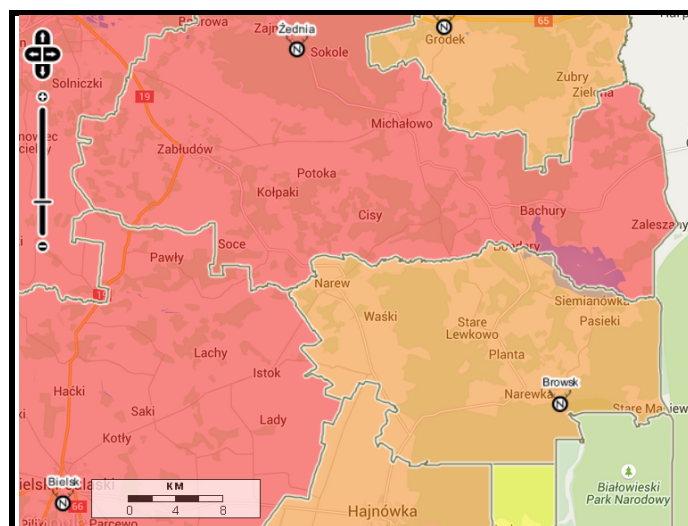 Żednia
Sokole
Gródek
65
Solniczki
Zubry
19
Michałowo
Zabłudów
Potoka
Kołpaki
Cisy
Bachury
Soce
Pawły
Narew
Siemianówka
Waśki
Pasieki
Stare
Lewkowo
Lachy
Planta
Istok
Haćki
Narewka
Browsk
Saki
Lady
Kotły
Bielsk
66
KM
0 4 8
Hajnówka
Białowieski
Park Narodowy
Parcewo